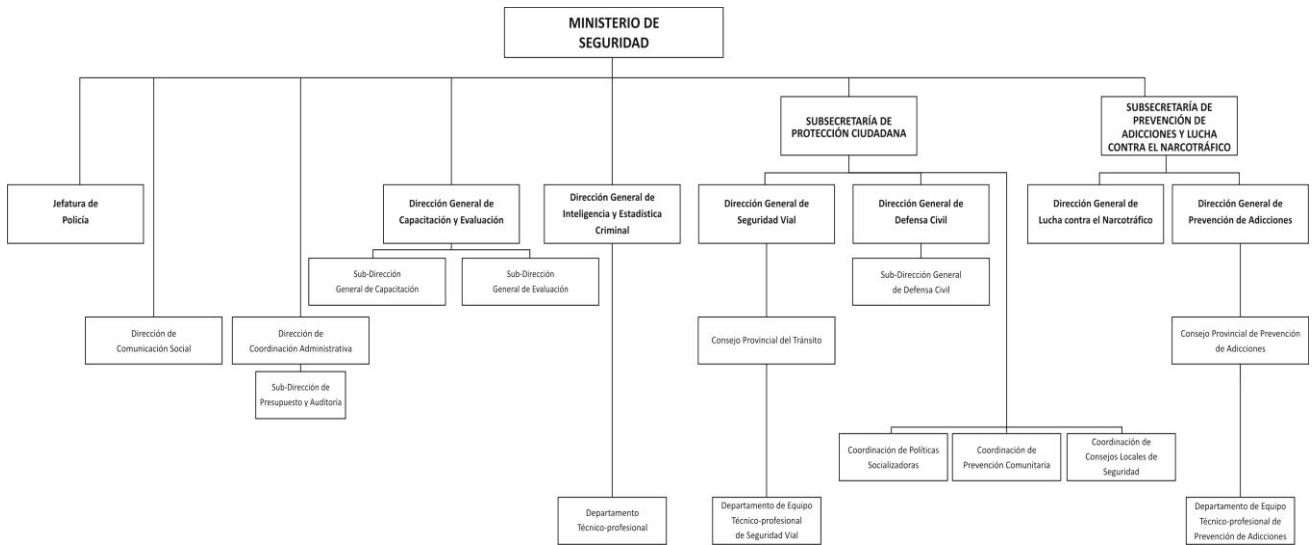 MINISTERIO DE
SEGURIDAD
SUBSECRETARÍA DE
PROTECCIÓN CIUDADANA
SUBSECRETARÍA DE
PREVENCIÓN DE
ADICCIONES Y LUCHA
CONTRA EL NARCOTRÁFICO
Jefatura de
Policía
Dirección General de
Capacitación y Evaluación
Dirección General de
Inteligencia y Estadística
Criminal
Dirección General de
Seguridad Vial
Dirección General de
Defensa Civil
Dirección General de
Lucha contra el Narcotráfico
Dirección General de
Prevención de Adicciones
Sub-Dirección
General de Capacitación
Sub-Dirección
General de Evaluación
Sub-Dirección General
de Defensa Civil
Dirección de
Comunicación Social
Dirección de
Coordinación Administrativa
Consejo Provincial del Tránsito
Consejo Provincial de Prevención
de Adicciones
Sub-Dirección de
Presupuesto y Auditoría
Coordinación de Políticas
Socializadoras
Coordinación de
Prevención Comunitaria
Coordinación de
Consejos Locales de
Seguridad
Departamento
Técnico-profesional
Departamento de Equipo
Técnico-profesional
de Seguridad Vial
Departamento de Equipo
Técnico-profesional de
Prevención de Adicciones